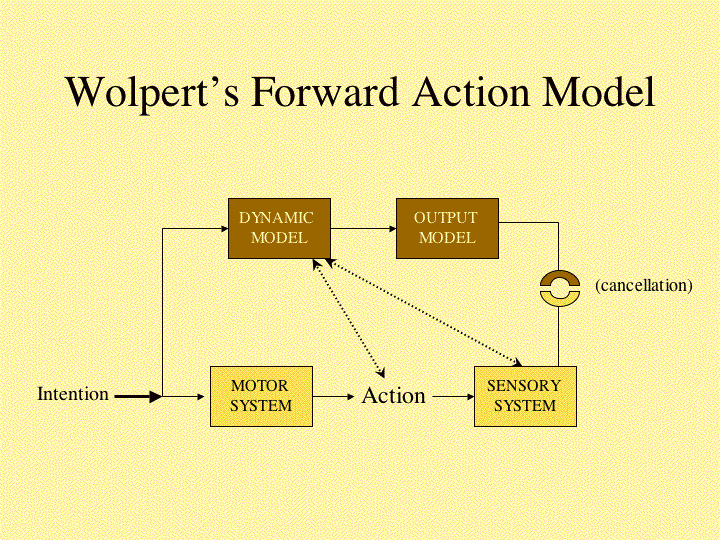 Wolpert’s Forward Action Model
DYNAMIC
MODEL
OUTPUT
MODEL
(cancellation)
Intention
MOTOR
SYSTEM
Action
SENSORY
SYSTEM